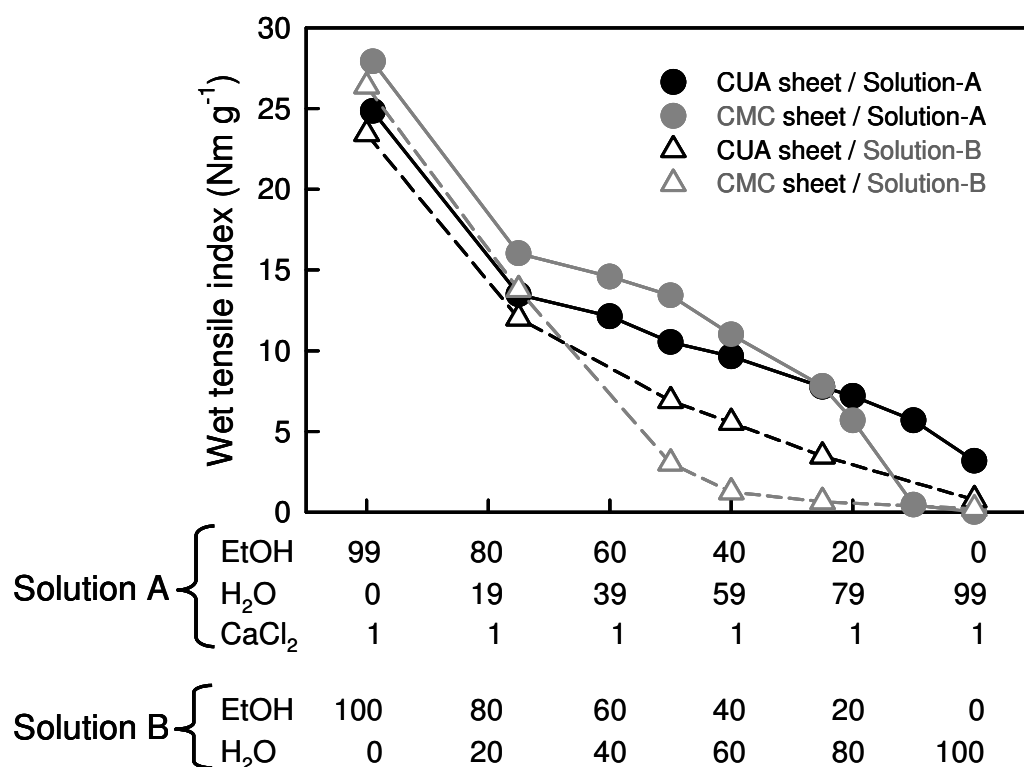 30
25
20
15
10
5
0
Wet tensile index (Nm g⁻¹)
CUA sheet / Solution-A
CMC sheet / Solution-A
CUA sheet / Solution-B
CMC sheet / Solution-B
Solution A
EtOH 99 80 60 40 20 0
H₂O 0 19 39 59 79 99
CaCl₂ 1 1 1 1 1 1
Solution B
EtOH 100 80 60 40 20 0
H₂O 0 20 40 60 80 100